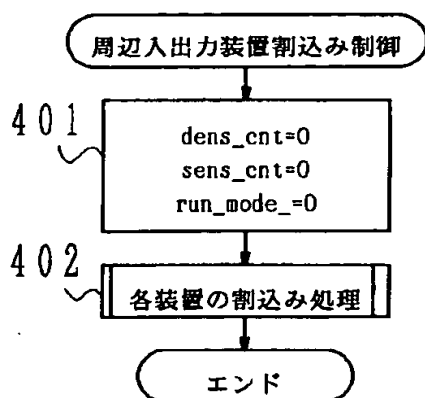 周辺入出力装置割込み制御
401
dens_cnt=0
sens_cnt=0
run_mode_=0
402
各装置の割込み処理
エンド